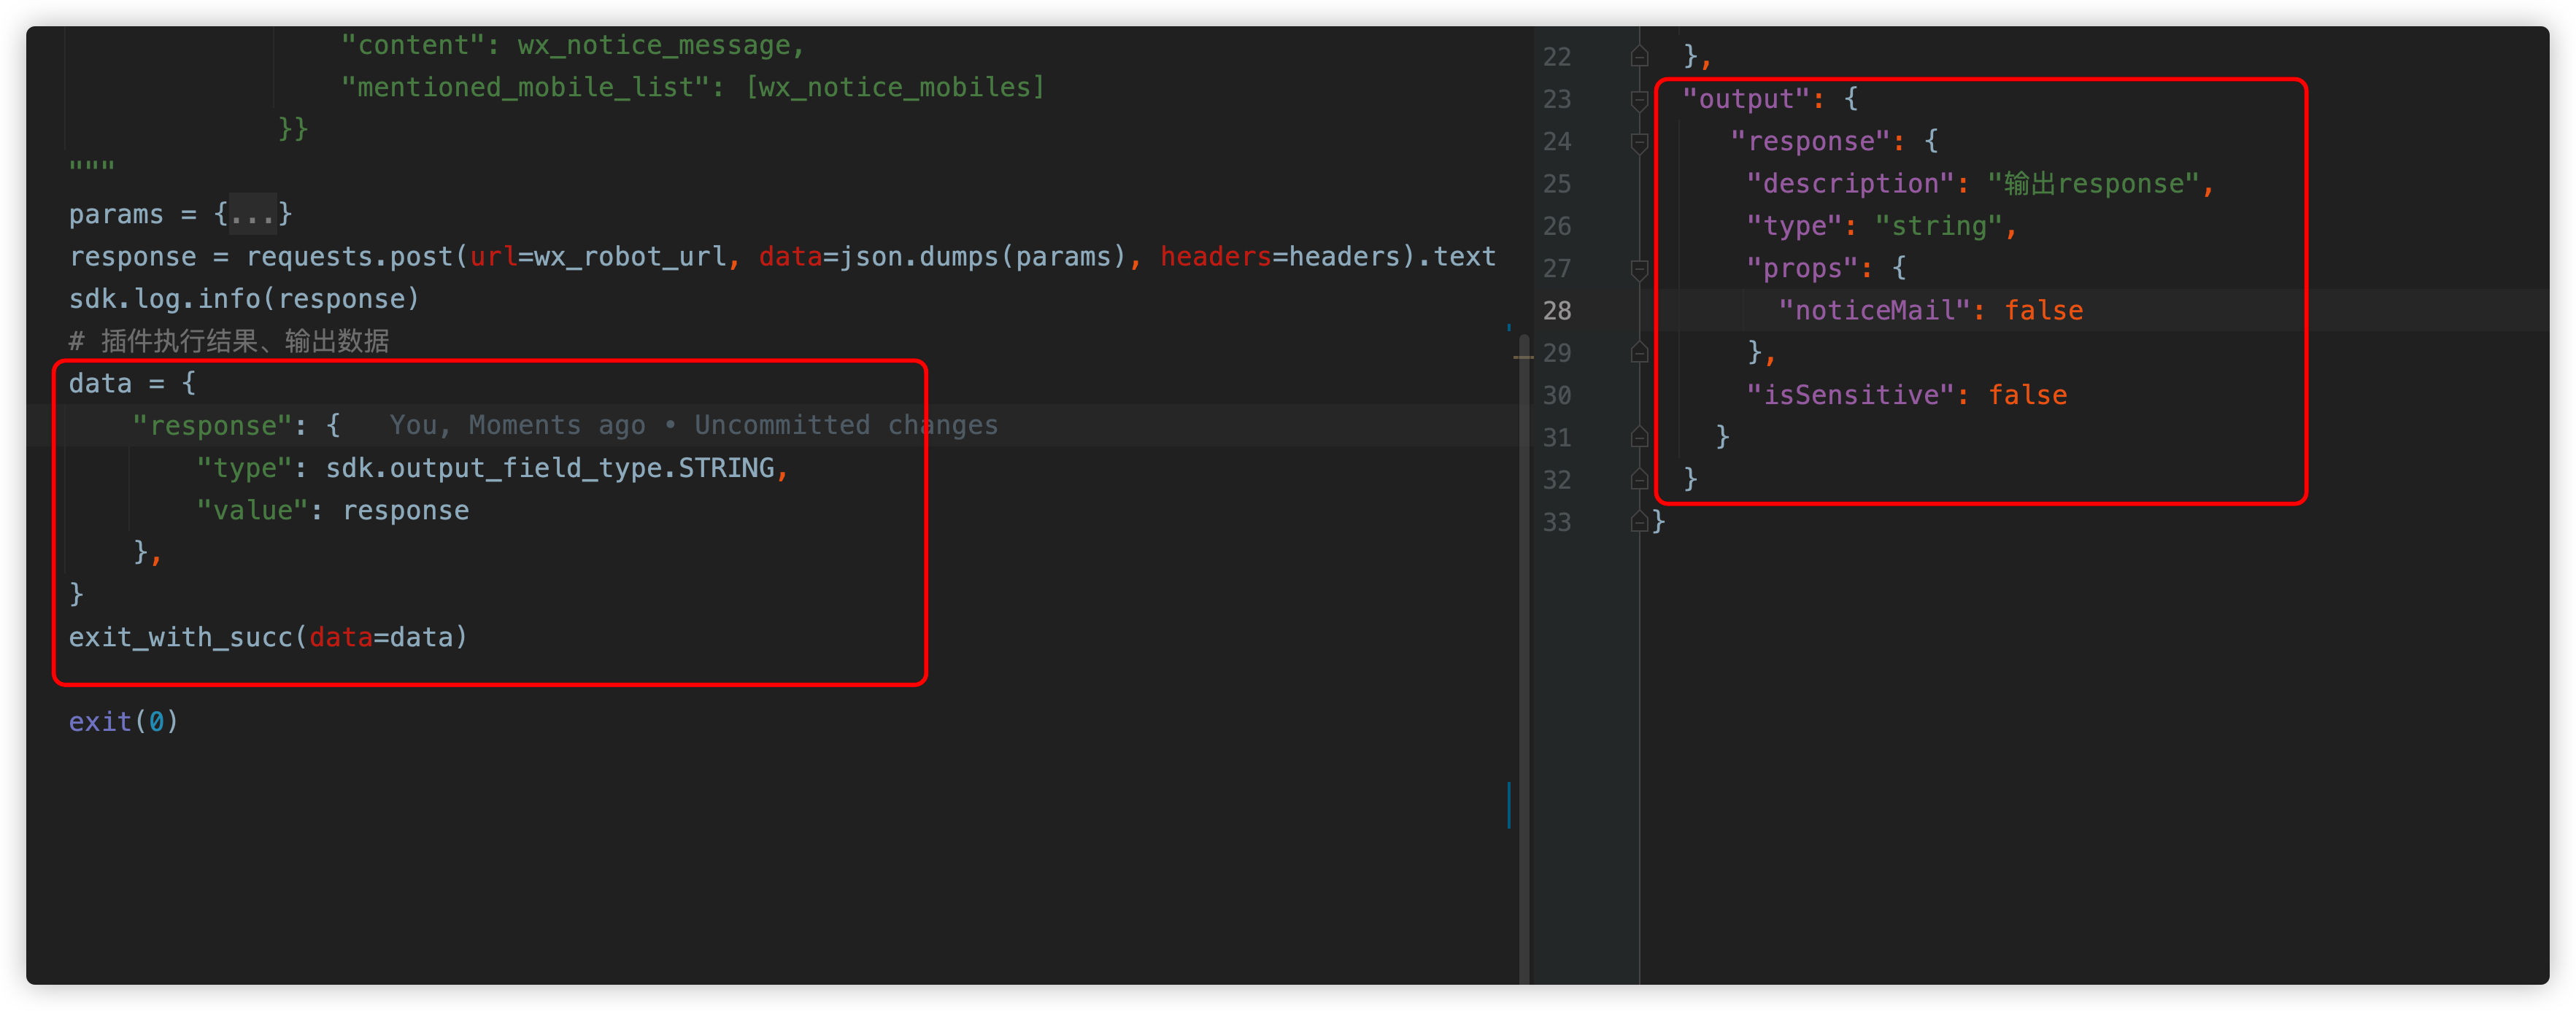 "content": wx_notice_message,
"mentioned_mobile_list": [wx_notice_mobiles]
}}
"""
params = {...}
response = requests.post(url=wx_robot_url, data=json.dumps(params), headers=headers).text
sdk.log.info(response)
# 插件执行结果、输出数据
data = {
"response": { You, Moments ago • Uncommitted changes
"type": sdk.output_field_type.STRING,
"value": response
},
}
exit_with_succ(data=data)
exit(0)
22 },
23 "output": {
24 "response": {
25 "description": "输出response",
26 "type": "string",
27 "props": {
28 "noticeMail": false
29 },
30 "isSensitive": false
31 }
32 }
33 }